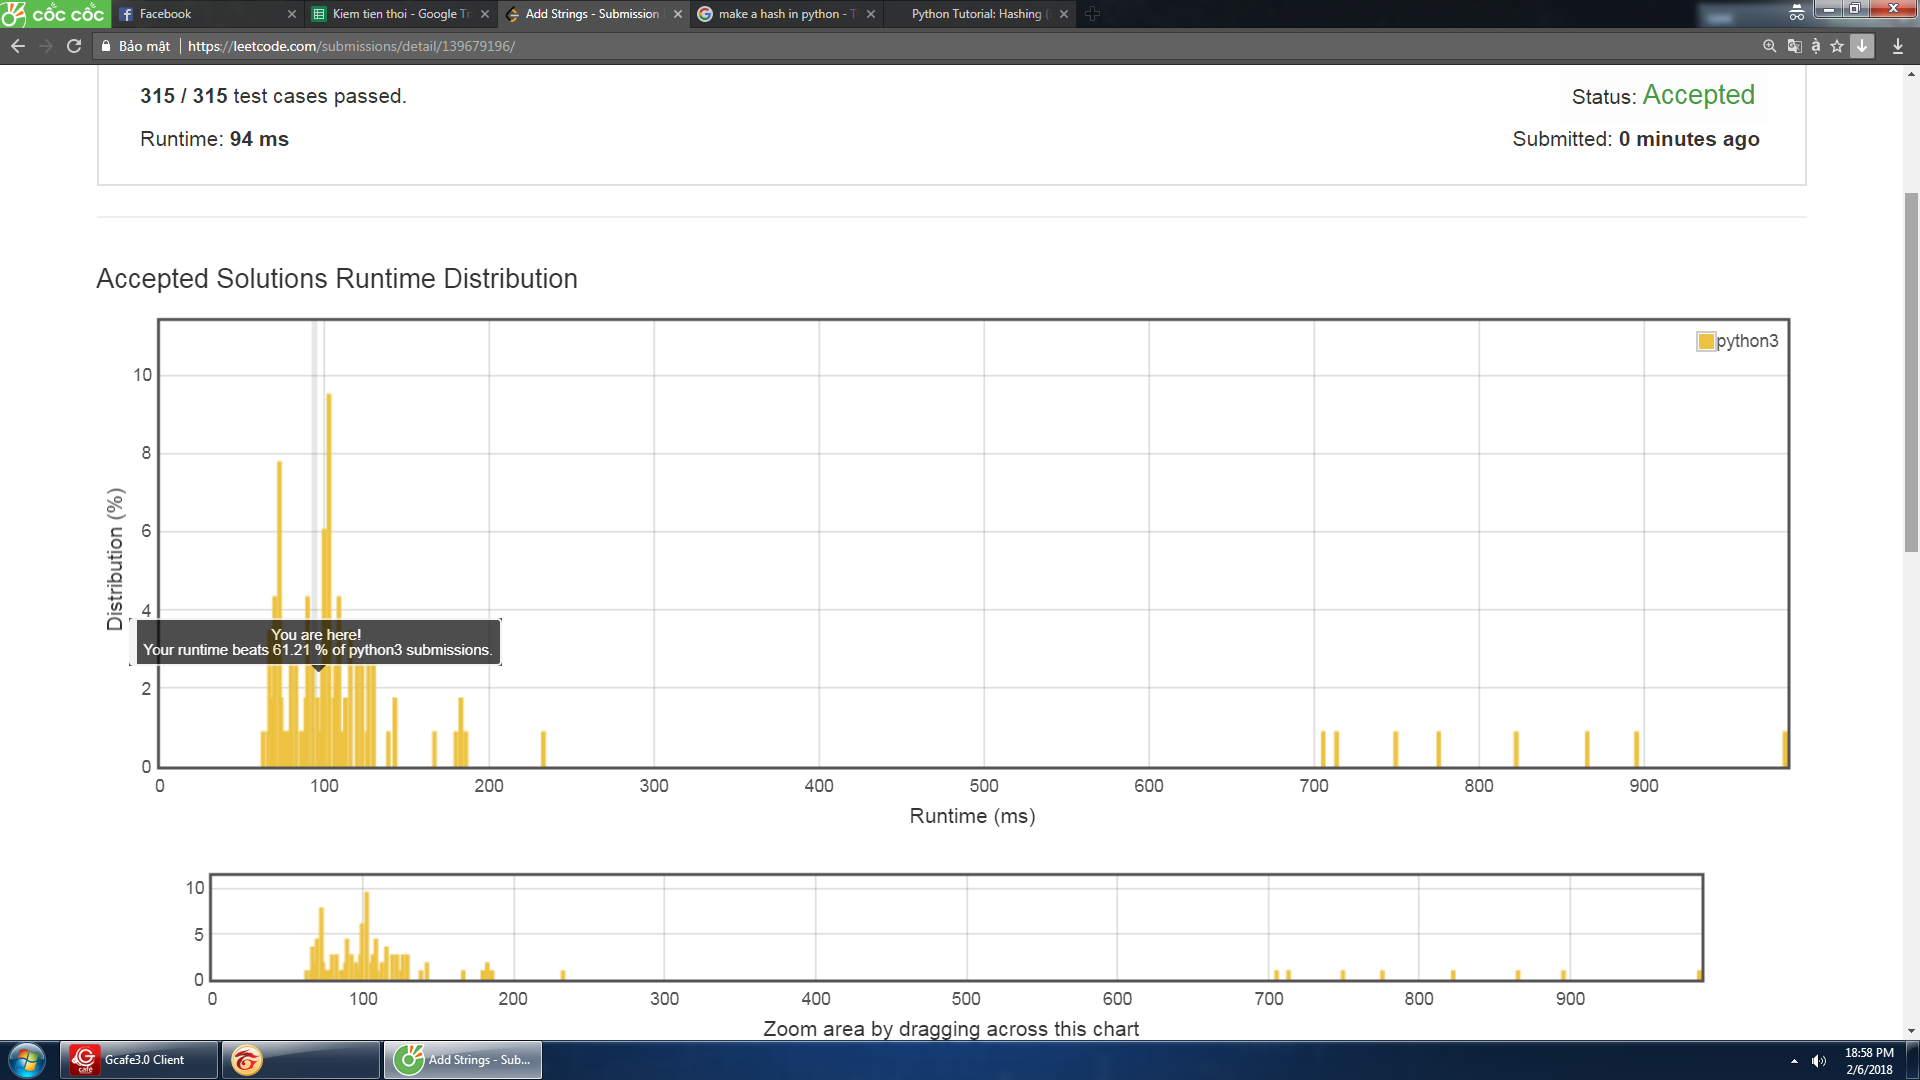 cốc cốc
Facebook
Kiem tien thoi - Google Tr
Add Strings - Submission
make a hash in python - T
Python Tutorial: Hashing (
Bảo mật
https://leetcode.com/submissions/detail/139679196/
315 / 315 test cases passed.
Status: Accepted
Runtime: 94 ms
Submitted: 0 minutes ago
Accepted Solutions Runtime Distribution
python3
10
8
6
4
2
0
Distribution (%)
You are here!
Your runtime beats 61.21 % of python3 submissions.
0 100 200 300 400 500 600 700 800 900
Runtime (ms)
10
5
0
0 100 200 300 400 500 600 700 800 900
Zoom area by dragging across this chart
Gcafe3.0 Client
Add Strings - Sub...
18:58 PM
2/6/2018